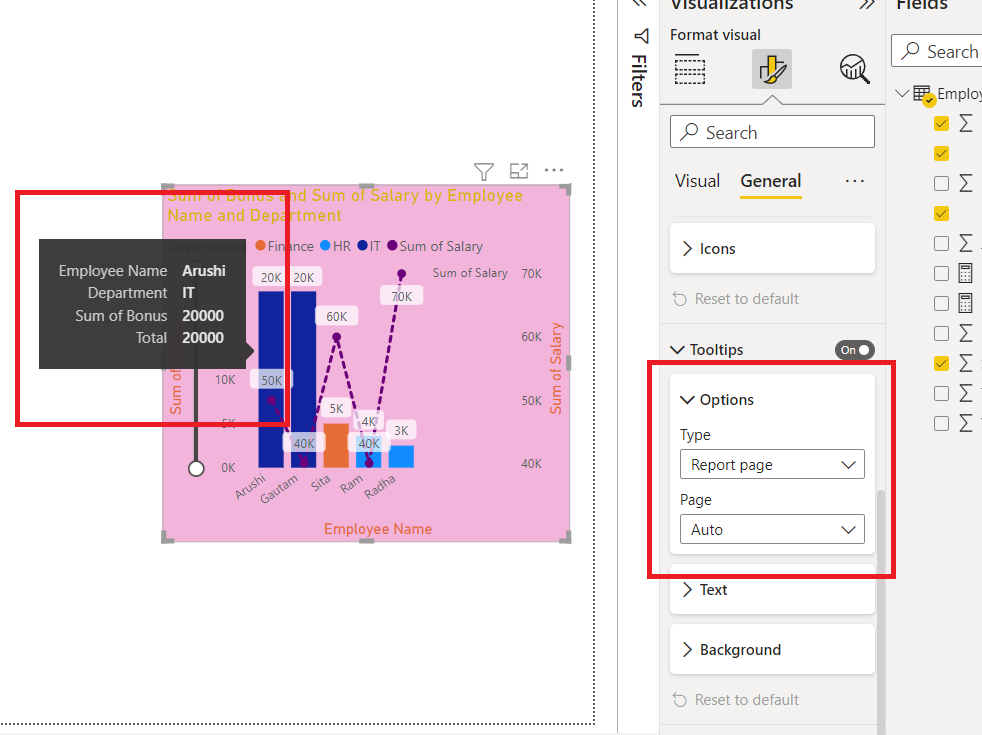 Visualizations
Fields
Format visual
Search
Search
Filters
Employ
Visual
General
...
Icons
Reset to default
Tooltips
On
Options
Type
Report page
Page
Auto
Text
Background
Reset to default
Sum of Bonus and Sum of Salary by Employee
Name and Department
Finance
HR
IT
Sum of Salary
Employee Name Arushi
Department IT
Sum of Bonus 20000
Total 20000
20K
20K
Sum of Salary
70K
70K
60K
60K
10K
50K
5K
50K
4K
3K
5K
40K
40K
40K
0K
Arushi
Gautam
Sita
Ram
Radha
Sum of
Sum of Salary
Employee Name